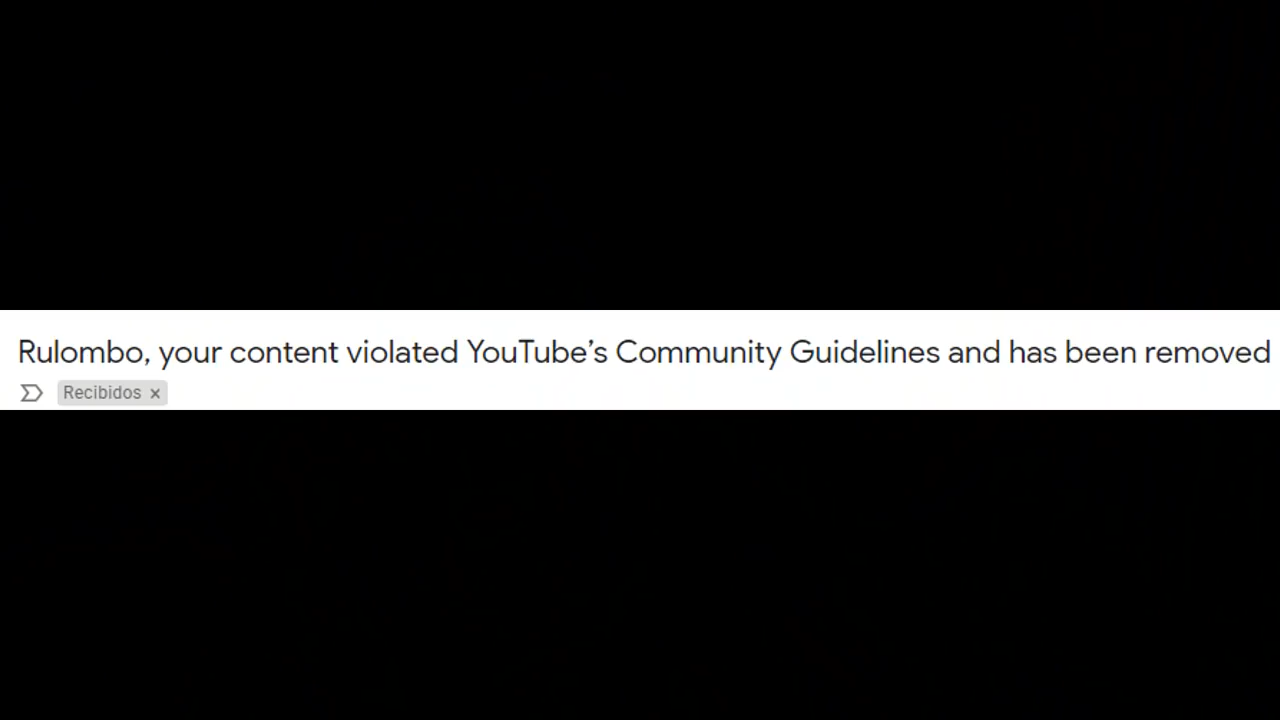 Rulombo, your content violated YouTube’s Community Guidelines and has been removed
Recibidos ×